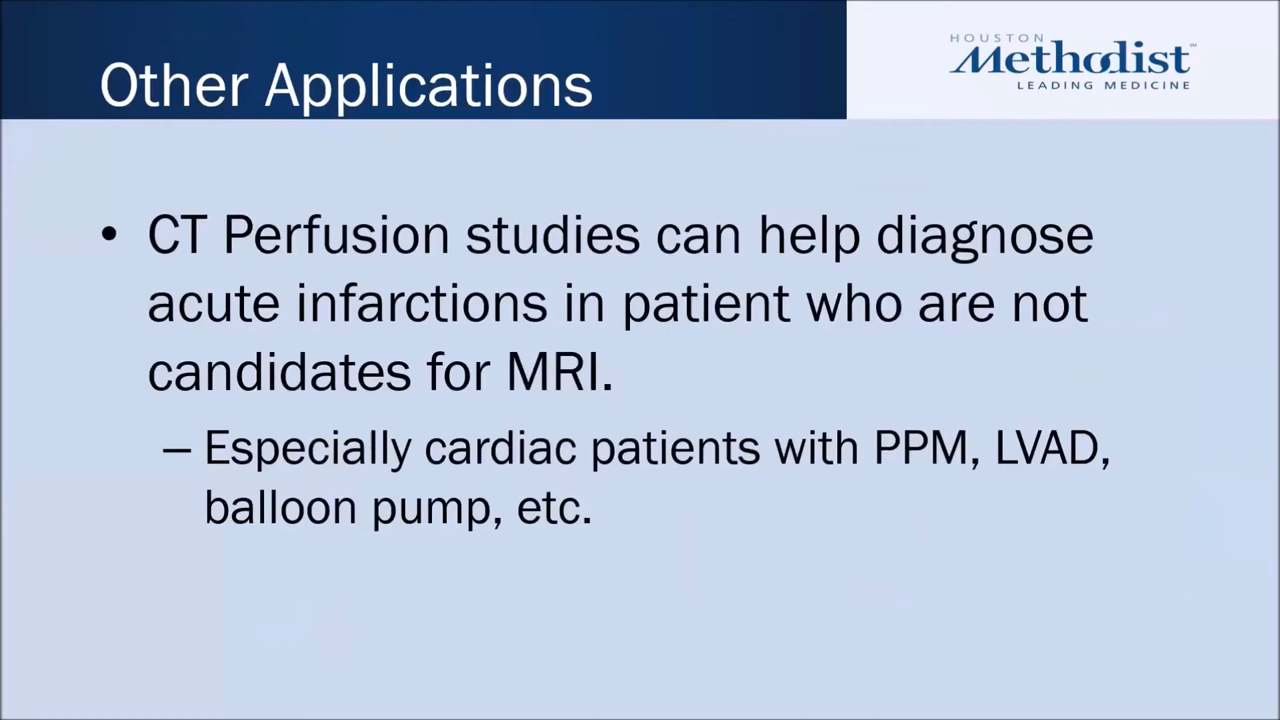 Other Applications
HOUSTON
Methodist
LEADING MEDICINE
• CT Perfusion studies can help diagnose
acute infarctions in patient who are not
candidates for MRI.
– Especially cardiac patients with PPM, LVAD,
balloon pump, etc.